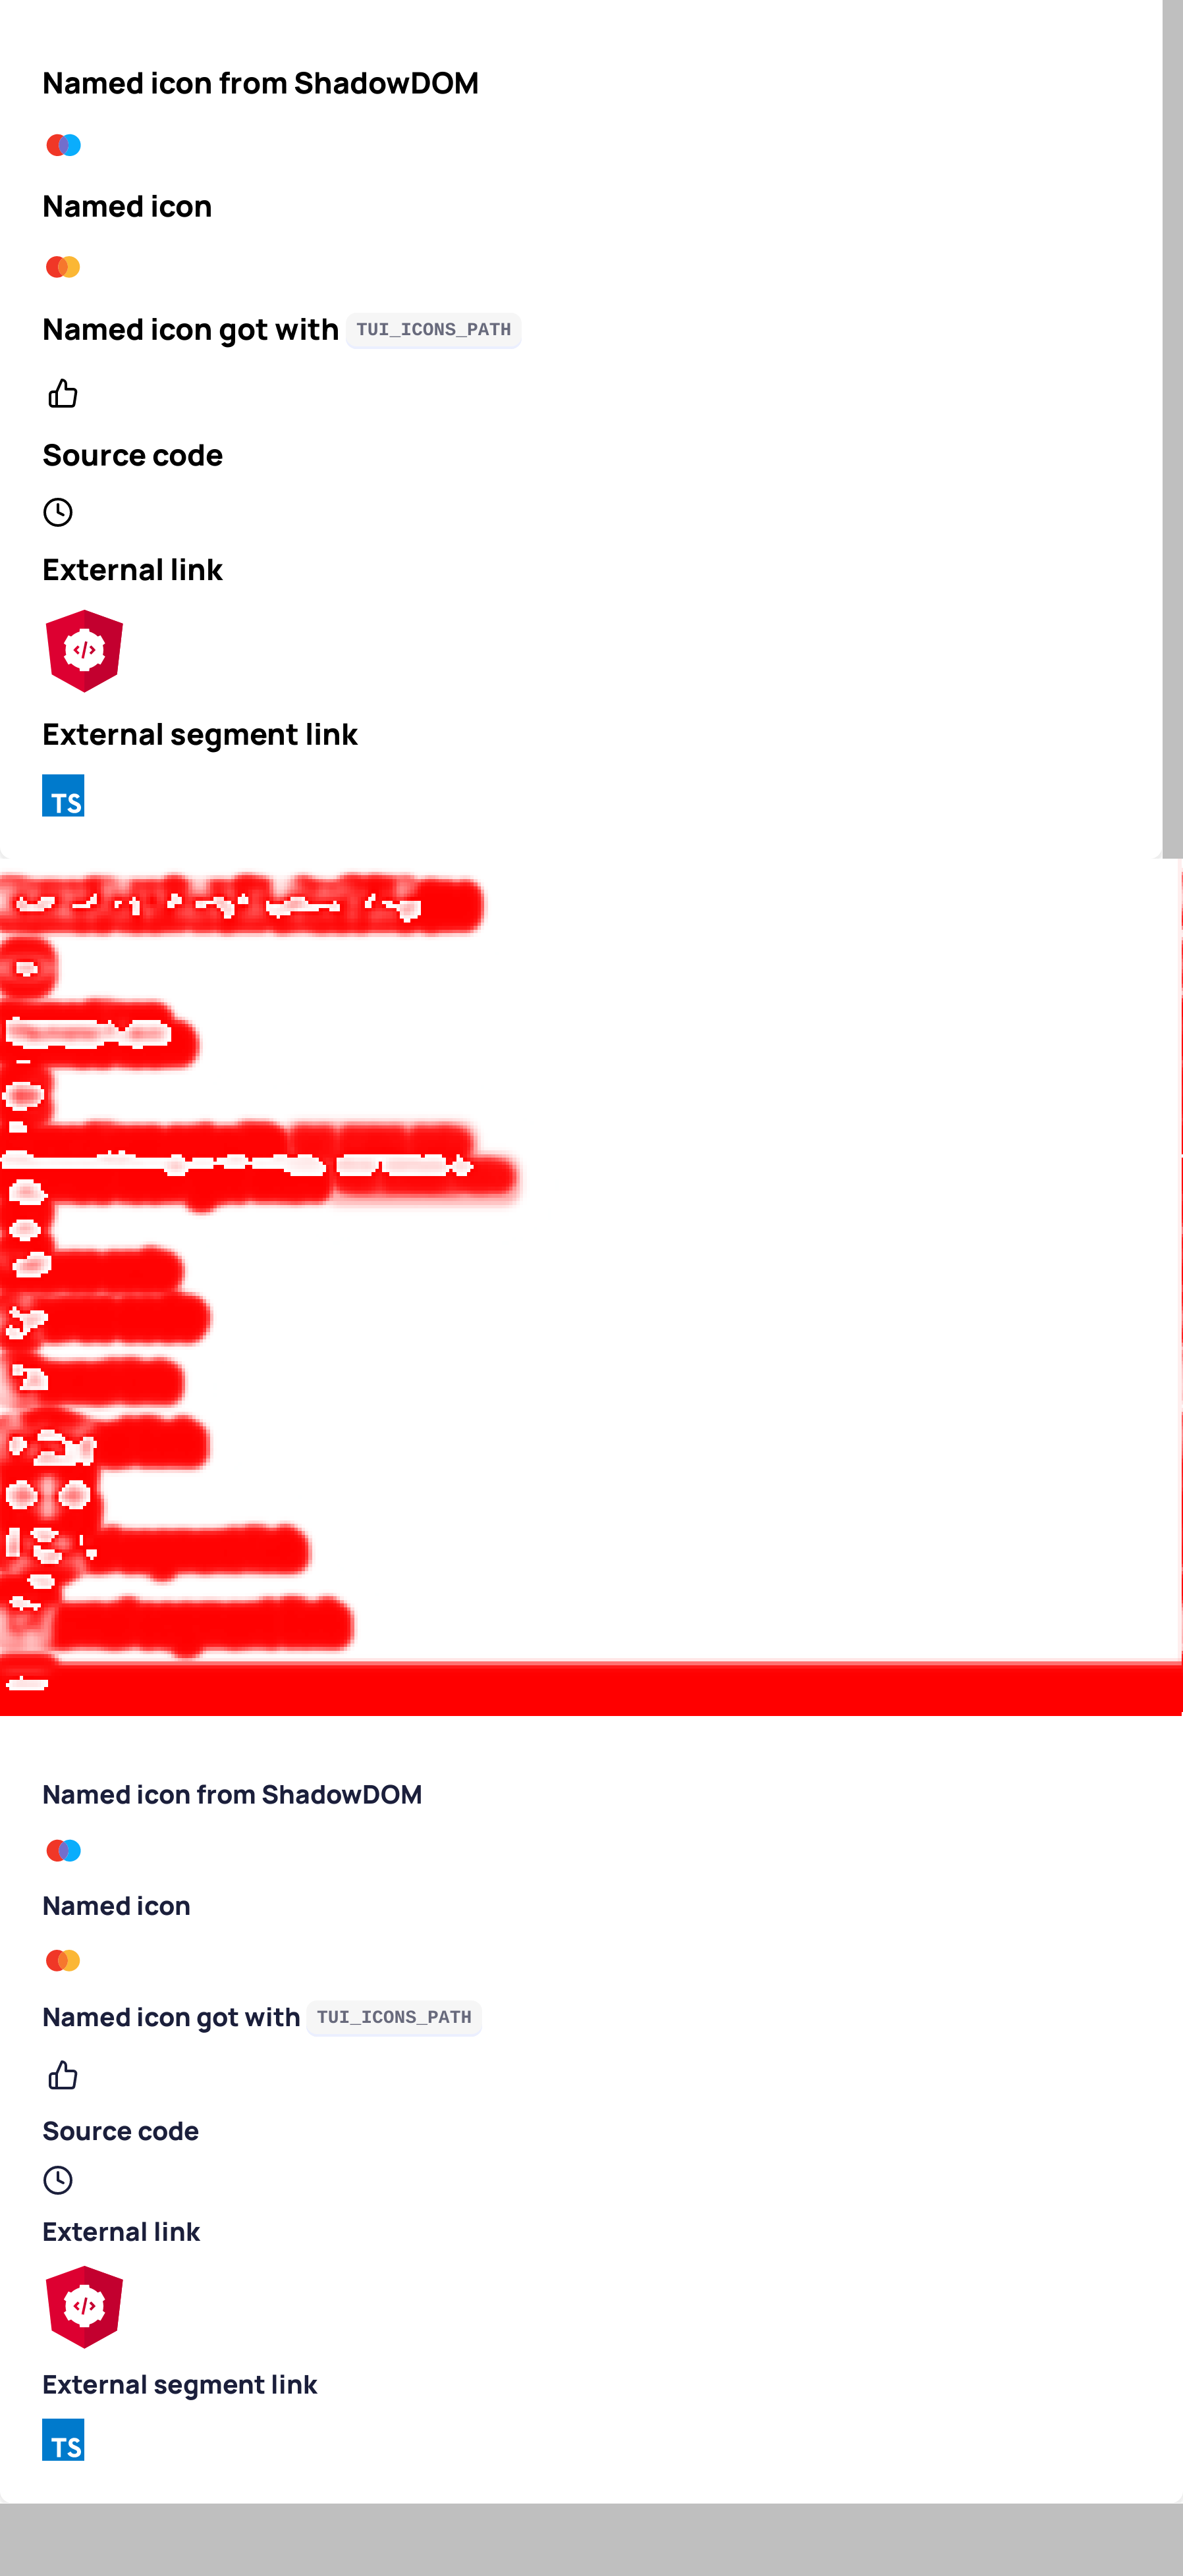 Named icon from ShadowDOM
Named icon
Named icon got with TUI_ICONS_PATH
Source code
External link
</>
External segment link
TS
Named icon from ShadowDOM
Named icon
Named icon got with TUI_ICONS_PATH
Source code
External link
</>
External segment link
TS